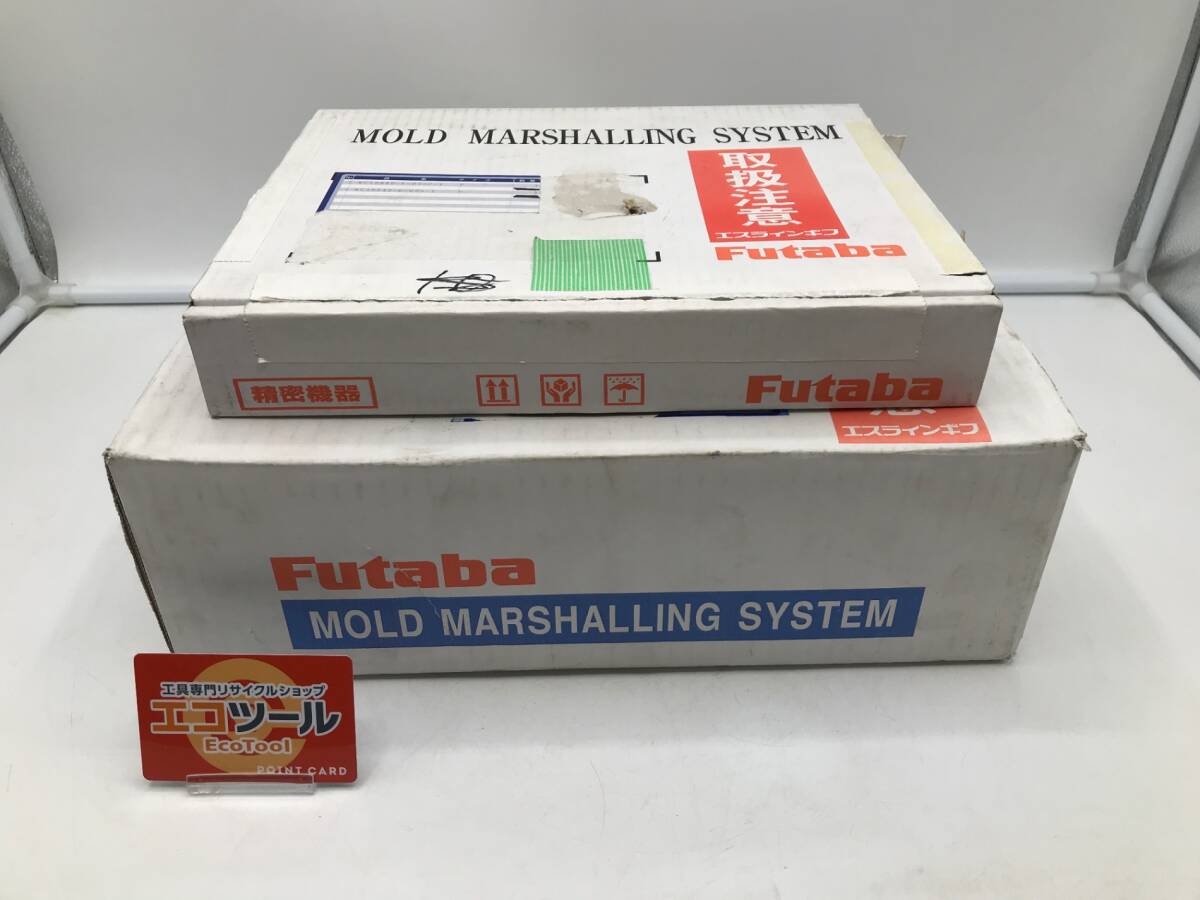 MOLD MARSHALLING SYSTEM
取扱注意
エスラインギフ
Futaba
精密機器
Futaba
エスラインギフ
Futaba
MOLD MARSHALLING SYSTEM
工具専門リサイクルショップ
エコツール
EcoTool
POINT CARD